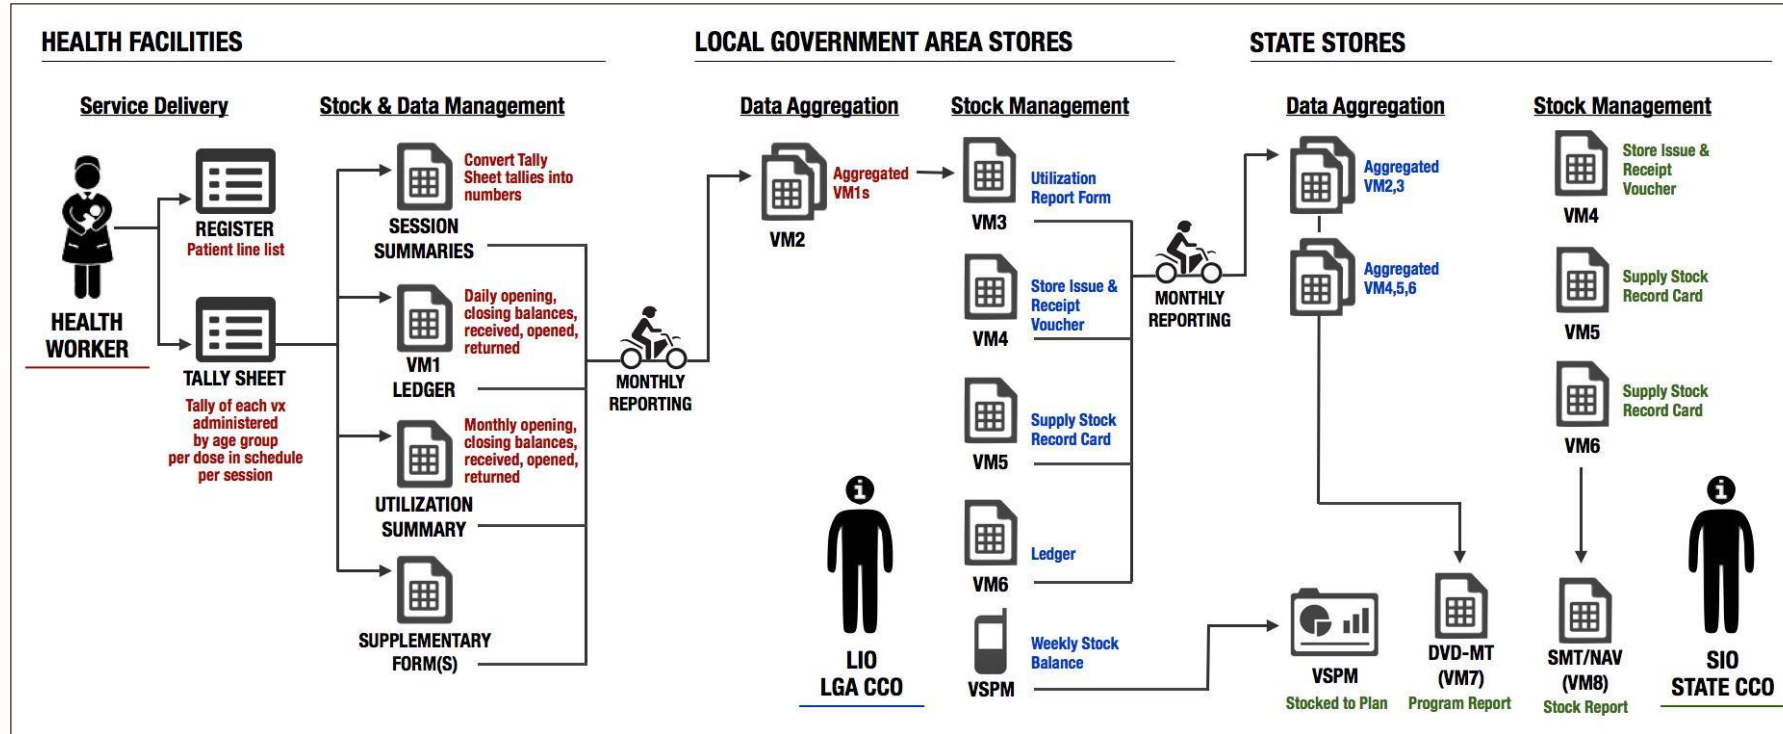 HEALTH FACILITIES
Service Delivery
Stock & Data Management
HEALTH
WORKER
REGISTER
Patient line list
TALLY SHEET
Tally of each vx
administered
by age group
per dose in schedule
per session
Convert Tally
Sheet tallies into
numbers
SESSION
SUMMARIES
Daily opening,
closing balances,
received, opened,
returned
VM1
LEDGER
Monthly opening,
closing balances,
received, opened,
returned
UTILIZATION
SUMMARY
SUPPLEMENTARY
FORM(S)
MONTHLY
REPORTING
LOCAL GOVERNMENT AREA STORES
Data Aggregation
Stock Management
Aggregated
VM1s
VM2
Utilization
Report Form
VM3
Store Issue &
Receipt
Voucher
VM4
Supply Stock
Record Card
VM5
Ledger
VM6
Weekly Stock
Balance
VSPM
LIO
LGA CCO
MONTHLY
REPORTING
STATE STORES
Data Aggregation
Stock Management
Aggregated
VM2,3
Aggregated
VM4,5,6
Store Issue &
Receipt
Voucher
VM4
Supply Stock
Record Card
VM5
Supply Stock
Record Card
VM6
VSPM
Stocked to Plan
DVD-MT
(VM7)
Program Report
SMT/NAV
(VM8)
Stock Report
SIO
STATE CCO